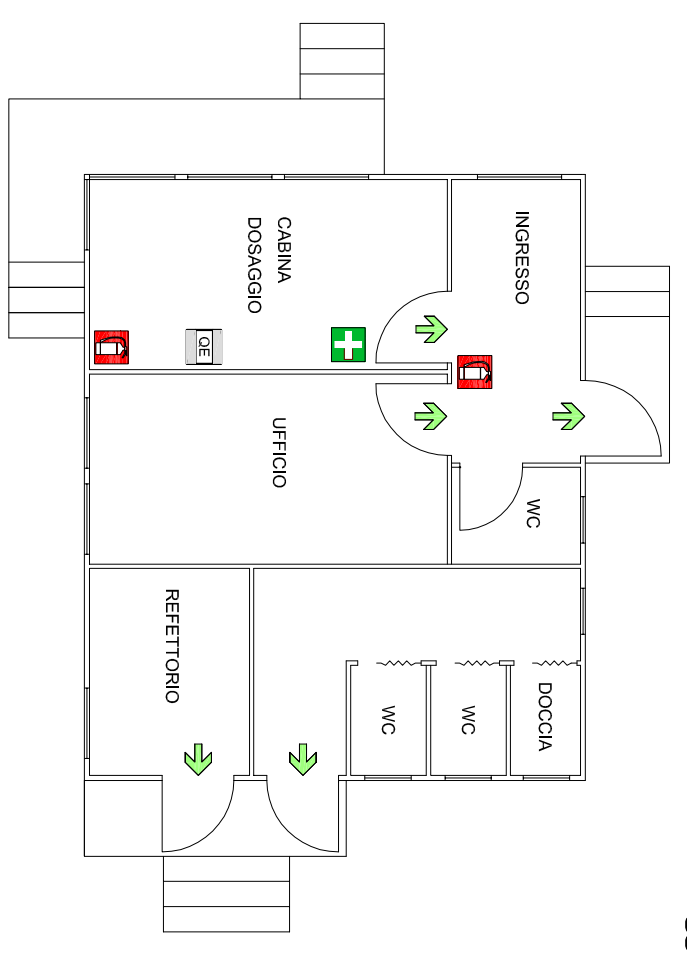 INGRESSO
CABINA
DOSAGGIO
QE
UFFICIO
WC
REFETTORIO
DOCCIA
WC
WC